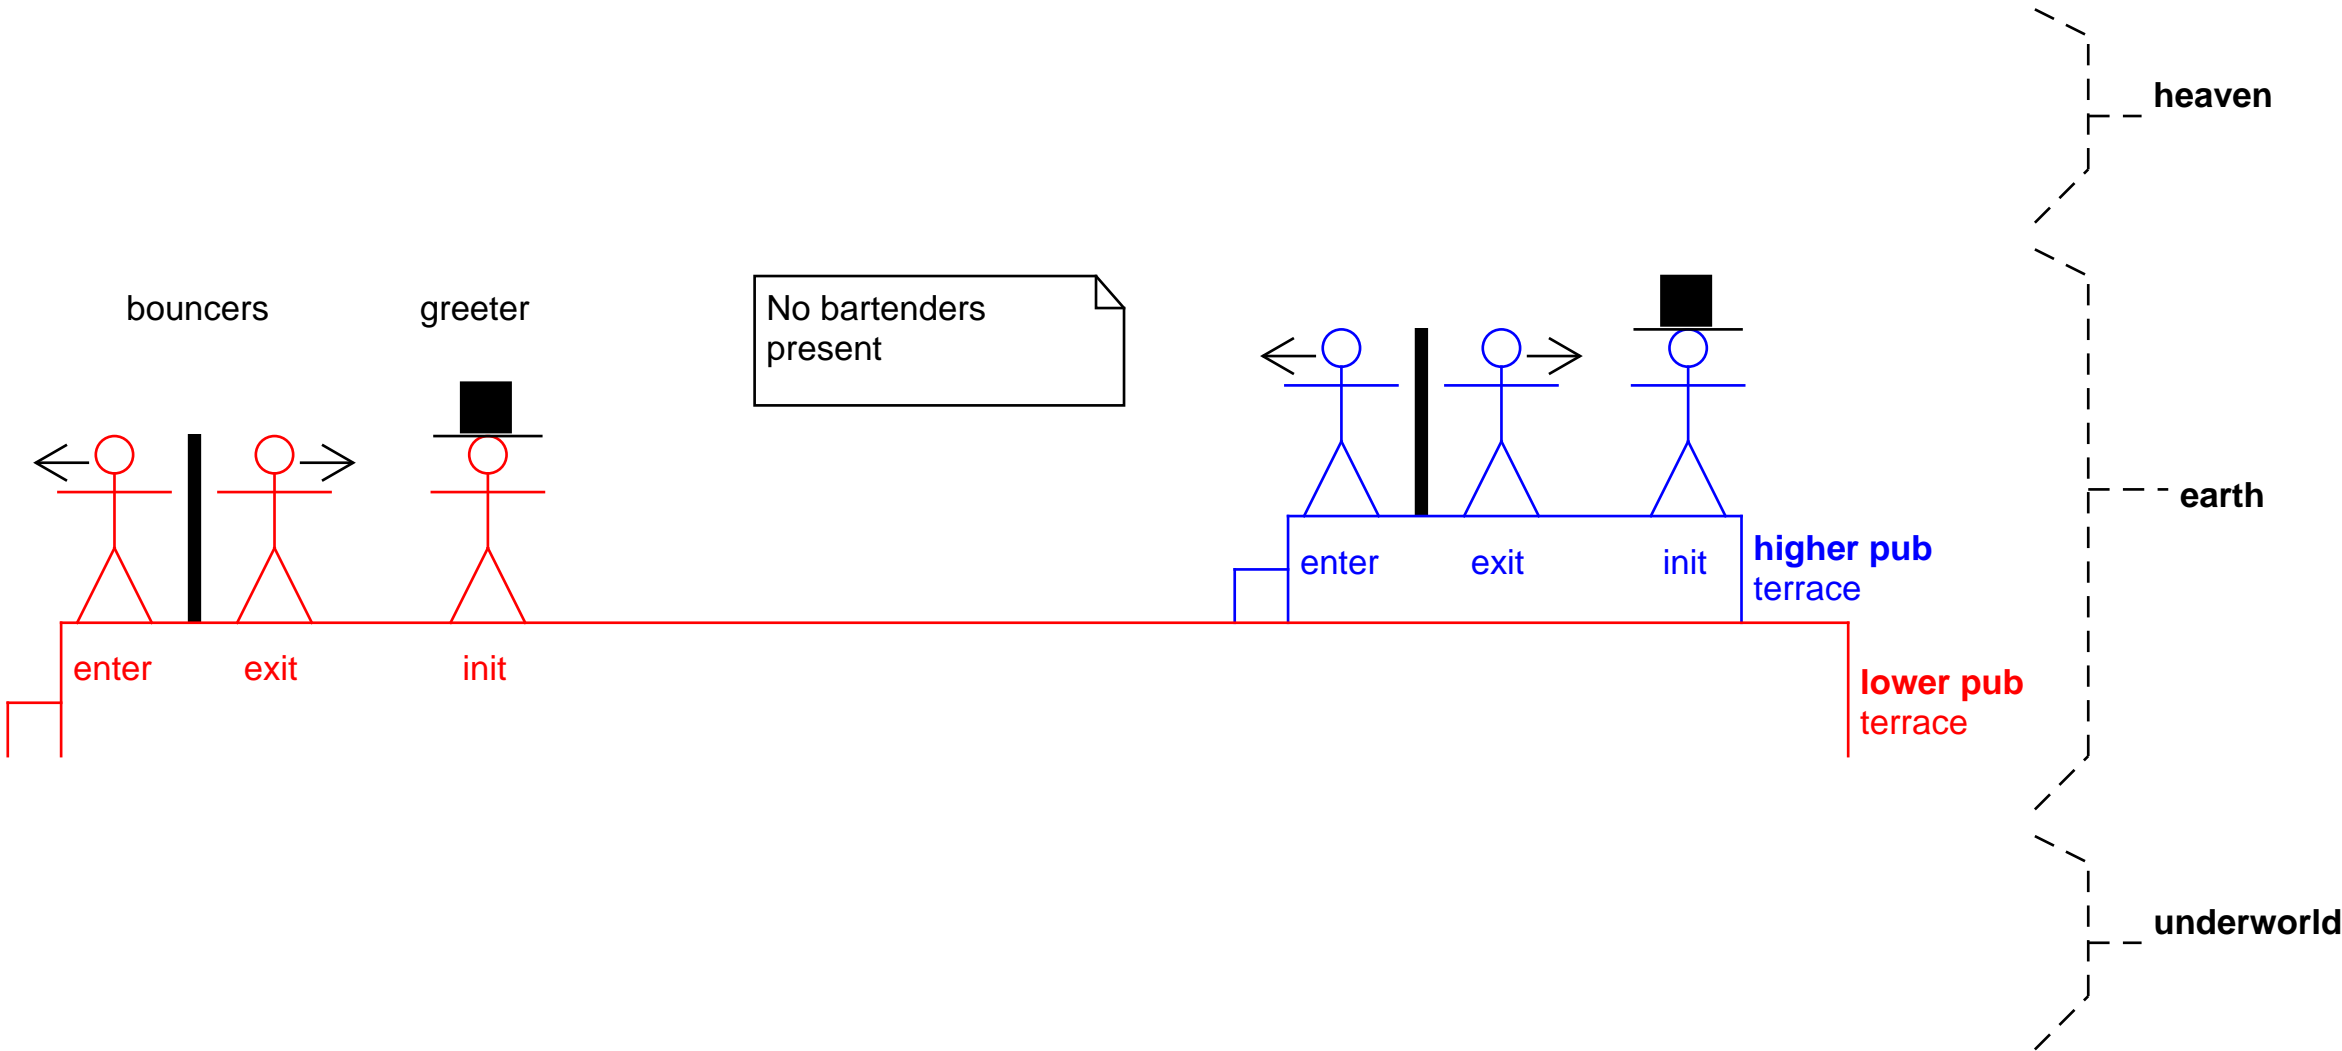 heaven
bouncers
greeter
No bartenders
present
earth
enter
exit
init
higher pub
terrace
enter
exit
init
lower pub
terrace
underworld